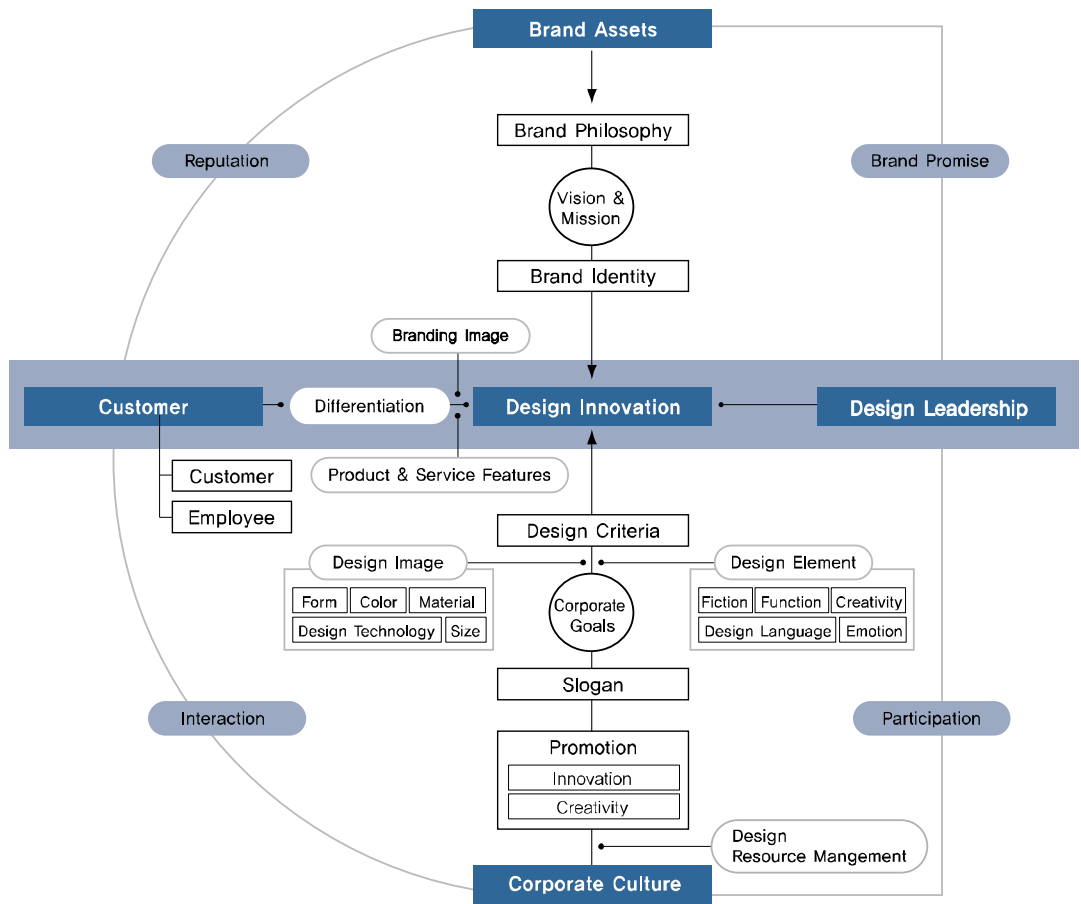 Brand Assets
Brand Philosophy
Reputation
Brand Promise
Vision &
Mission
Brand Identity
Branding Image
Customer
Differentiation
Design Innovation
Design Leadership
Product & Service Features
Customer
Employee
Design Criteria
Design Image
Design Element
Form
Color
Material
Design Technology
Size
Corporate
Goals
Fiction
Function
Creativity
Design Language
Emotion
Slogan
Interaction
Participation
Promotion
Innovation
Creativity
Design
Resource Mangement
Corporate Culture